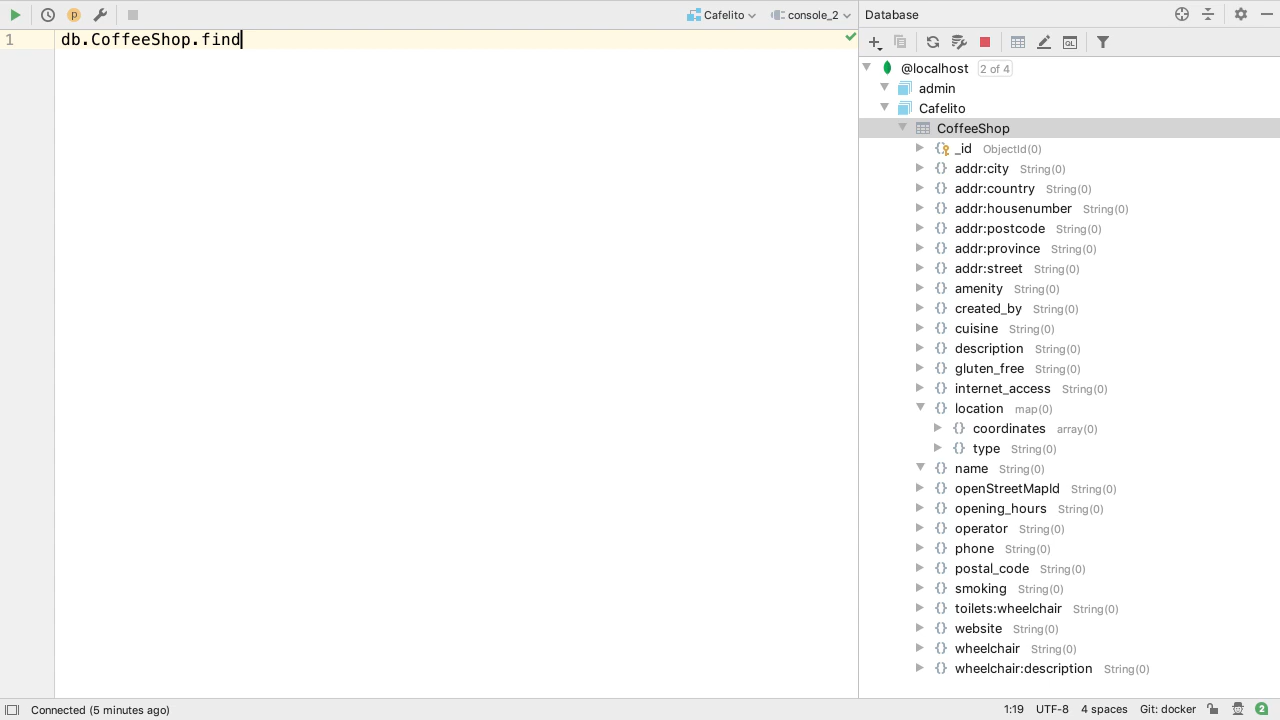 Cafelito
console_2
Database
1
db.CoffeeShop.find
@localhost 2 of 4
admin
Cafelito
CoffeeShop
_id ObjectId(0)
addr:city String(0)
addr:country String(0)
addr:housenumber String(0)
addr:postcode String(0)
addr:province String(0)
addr:street String(0)
amenity String(0)
created_by String(0)
cuisine String(0)
description String(0)
gluten_free String(0)
internet_access String(0)
location map(0)
coordinates array(0)
type String(0)
name String(0)
openStreetMapId String(0)
opening_hours String(0)
operator String(0)
phone String(0)
postal_code String(0)
smoking String(0)
toilets:wheelchair String(0)
website String(0)
wheelchair String(0)
wheelchair:description String(0)
Connected (5 minutes ago)
1:19 UTF-8 4 spaces Git: docker 2